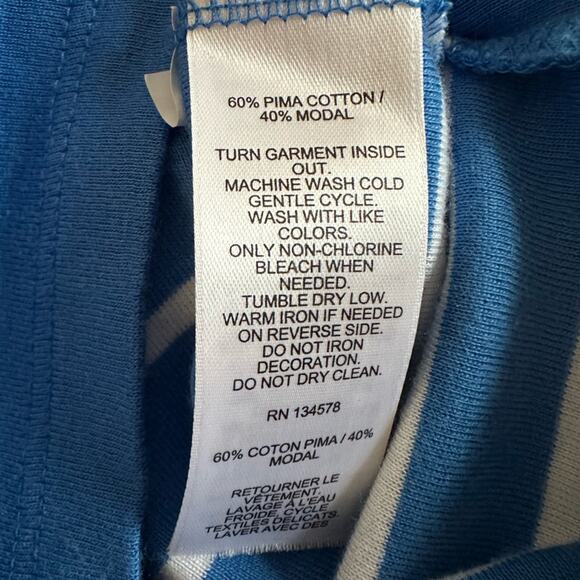 60% PIMA COTTON /
40% MODAL
TURN GARMENT INSIDE
OUT.
MACHINE WASH COLD
GENTLE CYCLE.
WASH WITH LIKE
COLORS.
ONLY NON-CHLORINE
BLEACH WHEN
NEEDED.
TUMBLE DRY LOW.
WARM IRON IF NEEDED
ON REVERSE SIDE.
DO NOT IRON
DECORATION.
DO NOT DRY CLEAN.
RN 134578
60% COTON PIMA / 40%
MODAL
RETOURNER LE
VÊTEMENT.
LAVAGE À L'EAU
FROIDE, CYCLE
TEXTILES DÉLICATS.
LAVER AVEC DES